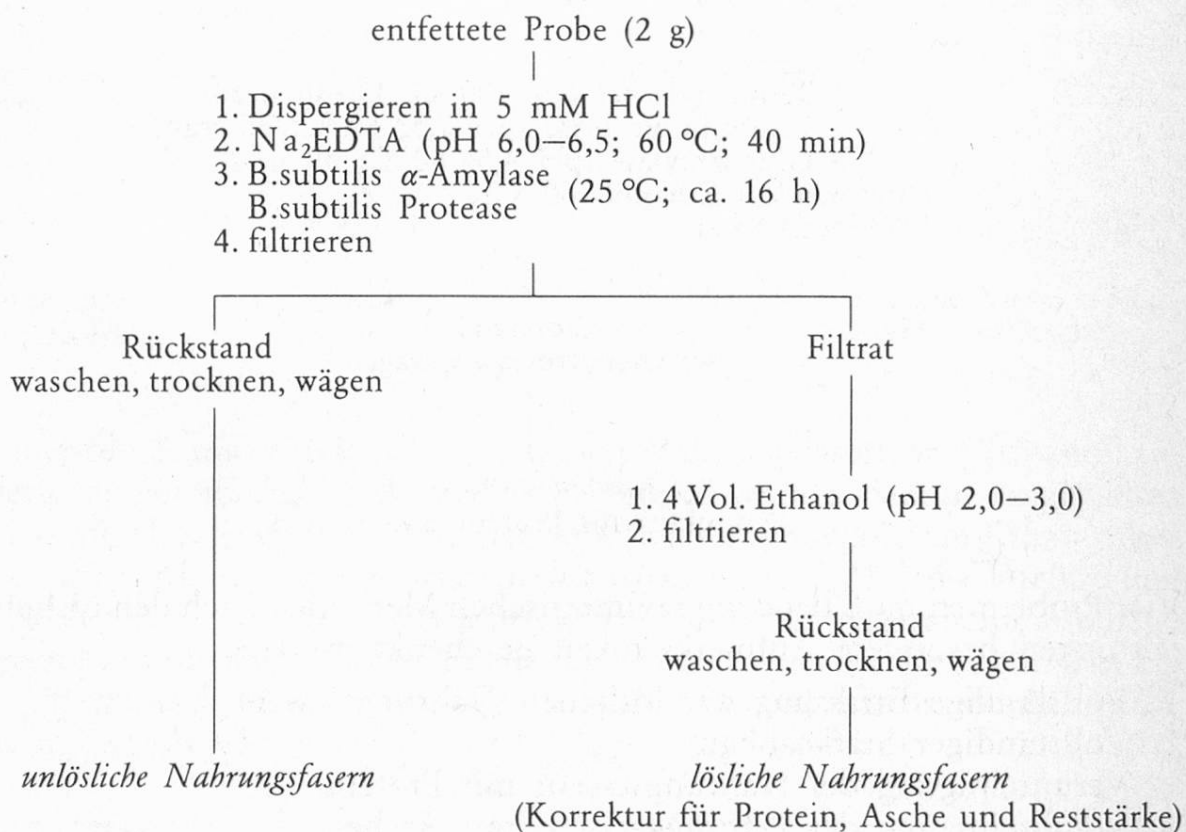 entfettete Probe (2 g)
1. Dispergieren in 5 mM HCl
2. Na₂EDTA (pH 6,0–6,5; 60 °C; 40 min)
3. B.subtilis α-Amylase
B.subtilis Protease
(25 °C; ca. 16 h)
4. filtrieren
Rückstand
waschen, trocknen, wägen
Filtrat
1. 4 Vol. Ethanol (pH 2,0–3,0)
2. filtrieren
Rückstand
waschen, trocknen, wägen
unlösliche Nahrungsfasern
lösliche Nahrungsfasern
(Korrektur für Protein, Asche und Reststärke)